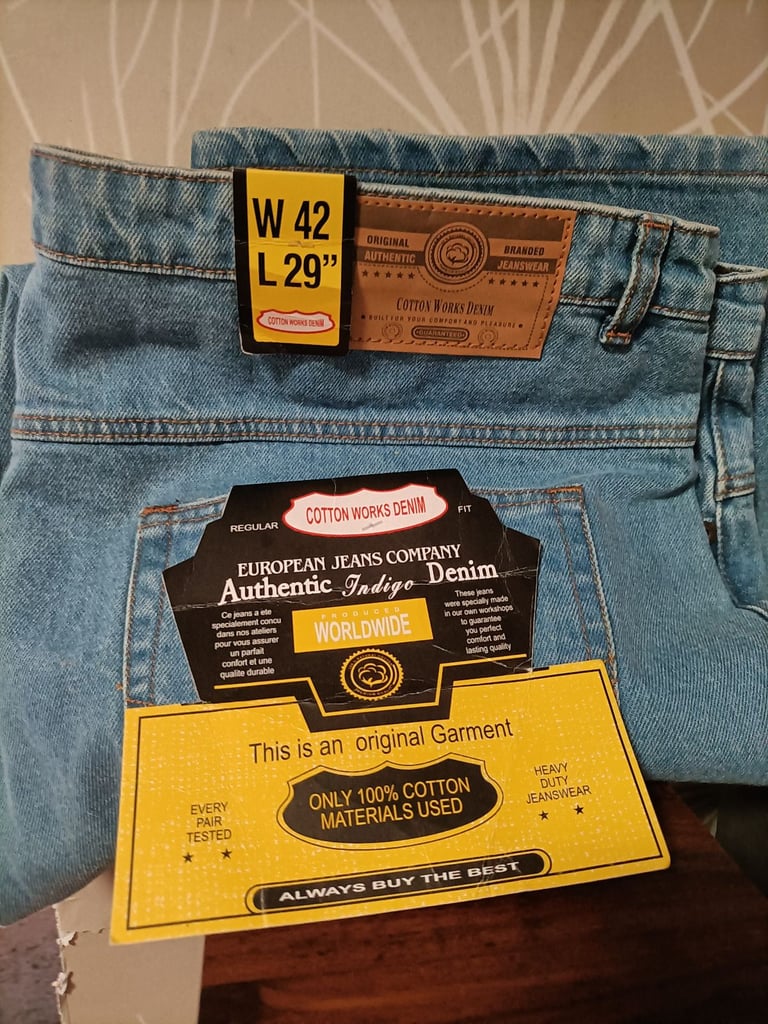 W 42
L 29”
COTTON WORKS DENIM
ORIGINAL
AUTHENTIC
BRANDED
JEANSWEAR
COTTON WORKS DENIM
BUILT FOR YOUR COMFORT AND PLEASURE
GUARANTEED
REGULAR
COTTON WORKS DENIM
FIT
EUROPEAN JEANS COMPANY
Authentic Indigo Denim
Ce jeans a ete
specialement concu
dans nos ateliers
pour vous assurer
un parfait
confort et une
qualite durable
PRODUCED
WORLDWIDE
These jeans
were specially made
in our own workshops
to guarantee
you perfect
comfort and
lasting quality
This is an original Garment
EVERY
PAIR
TESTED
ONLY 100% COTTON
MATERIALS USED
HEAVY
DUTY
JEANSWEAR
ALWAYS BUY THE BEST